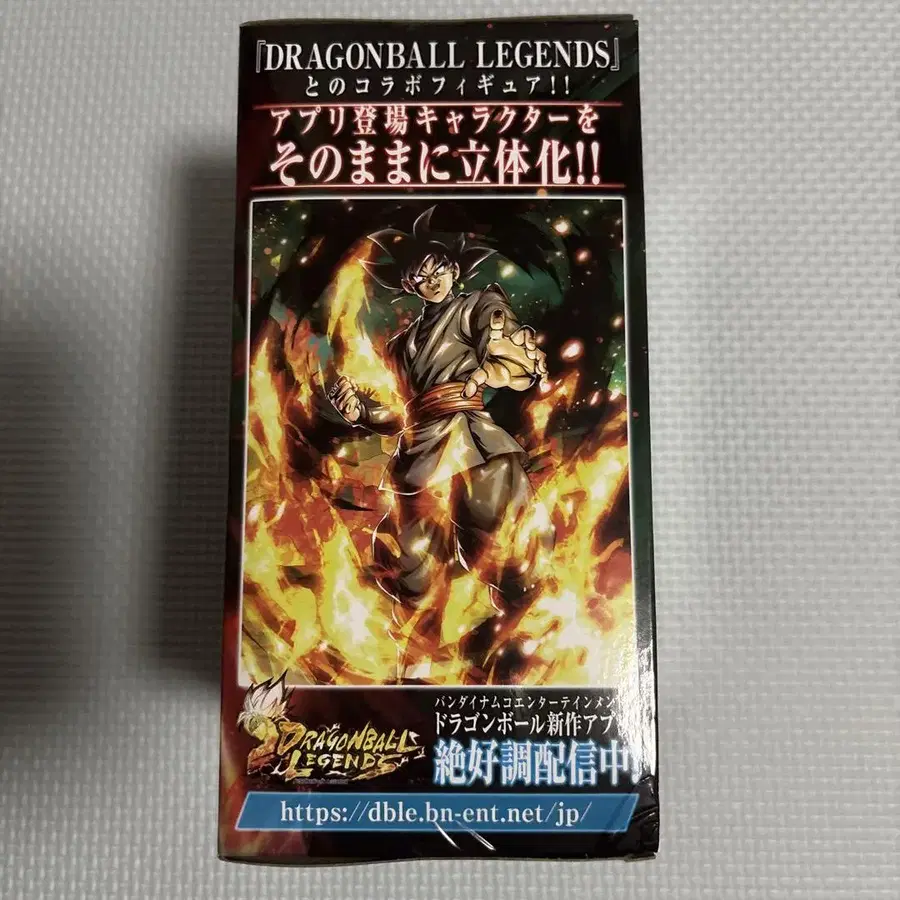 『DRAGONBALL LEGENDS』
とのコラボフィギュア!!
アプリ登場キャラクターを
そのままに立体化!!
バンダイナムコエンターテインメン
ドラゴンボール新作アプ
絶好調配信中!
DRAGONBALL
LEGENDS
https://dble.bn-ent.net/jp/